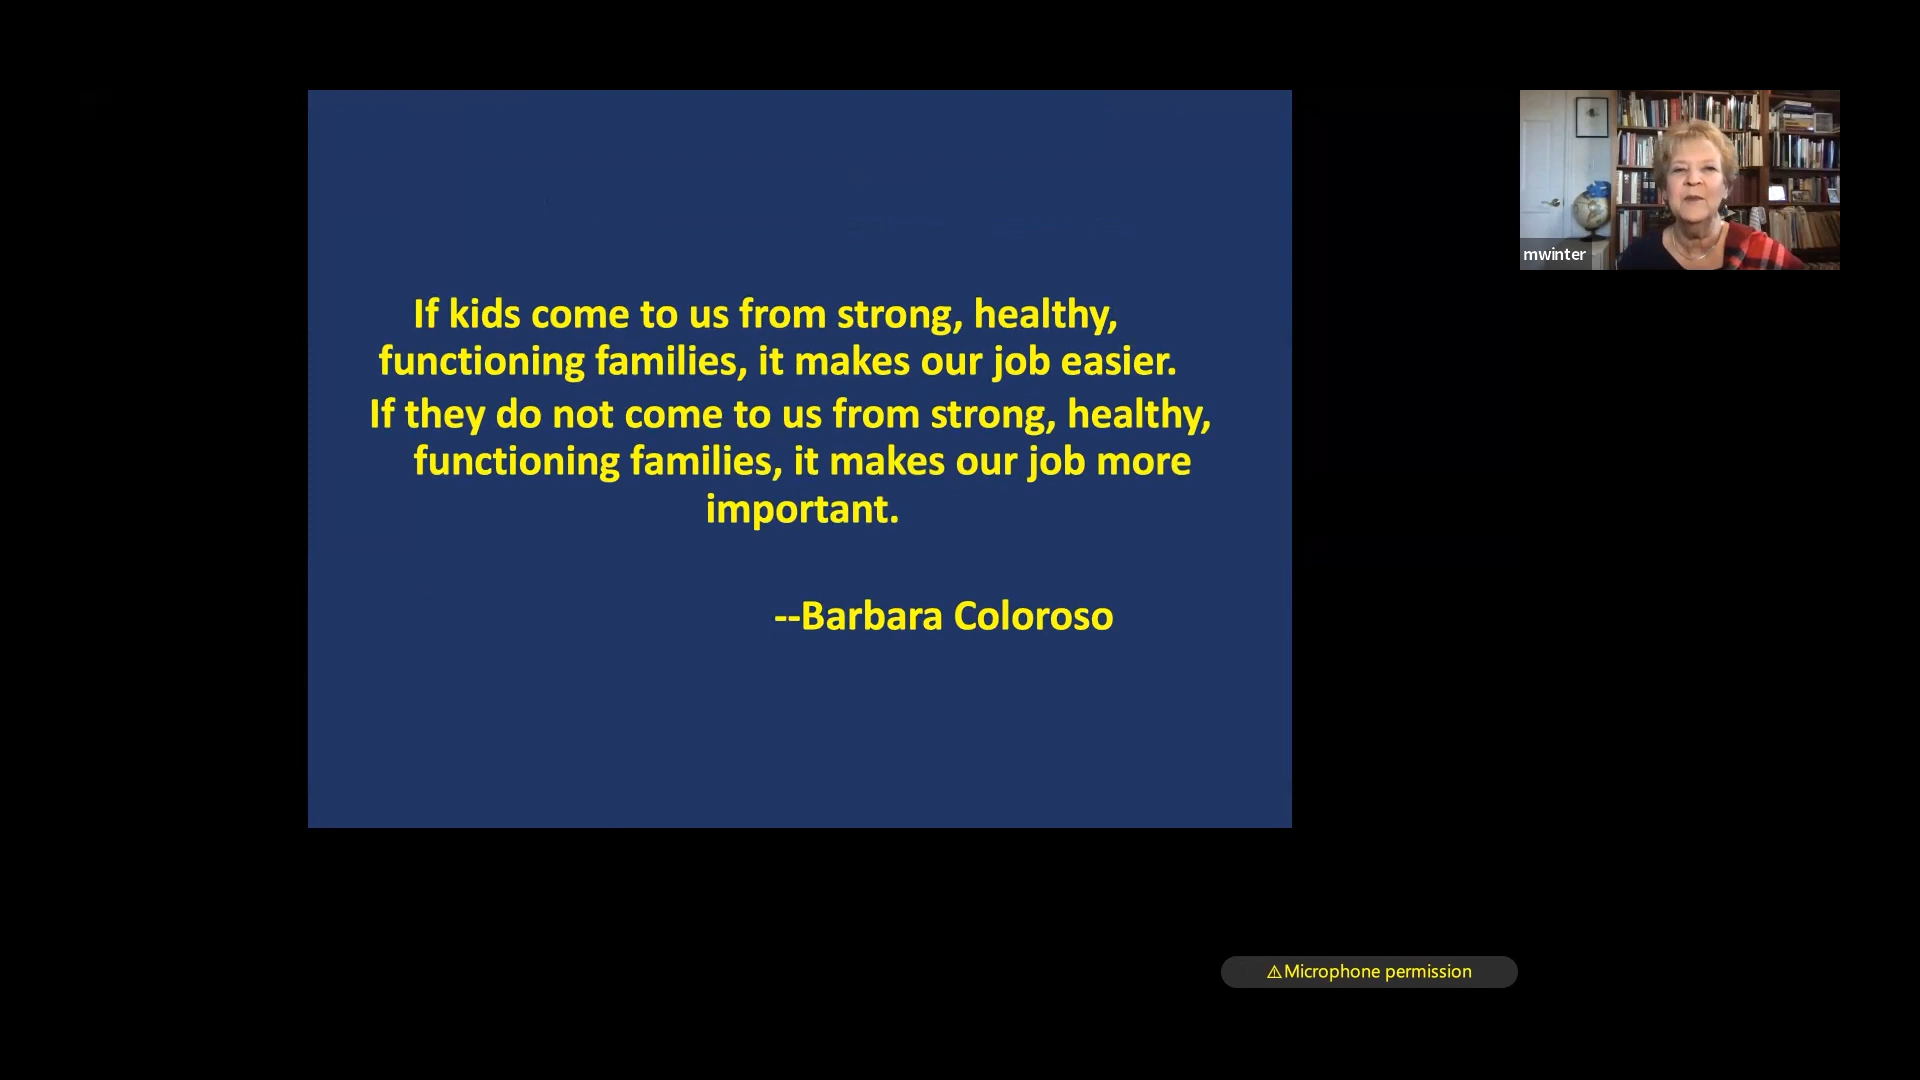 If kids come to us from strong, healthy,
functioning families, it makes our job easier.
If they do not come to us from strong, healthy,
functioning families, it makes our job more
important.
--Barbara Coloroso
mwinter
⚠Microphone permission